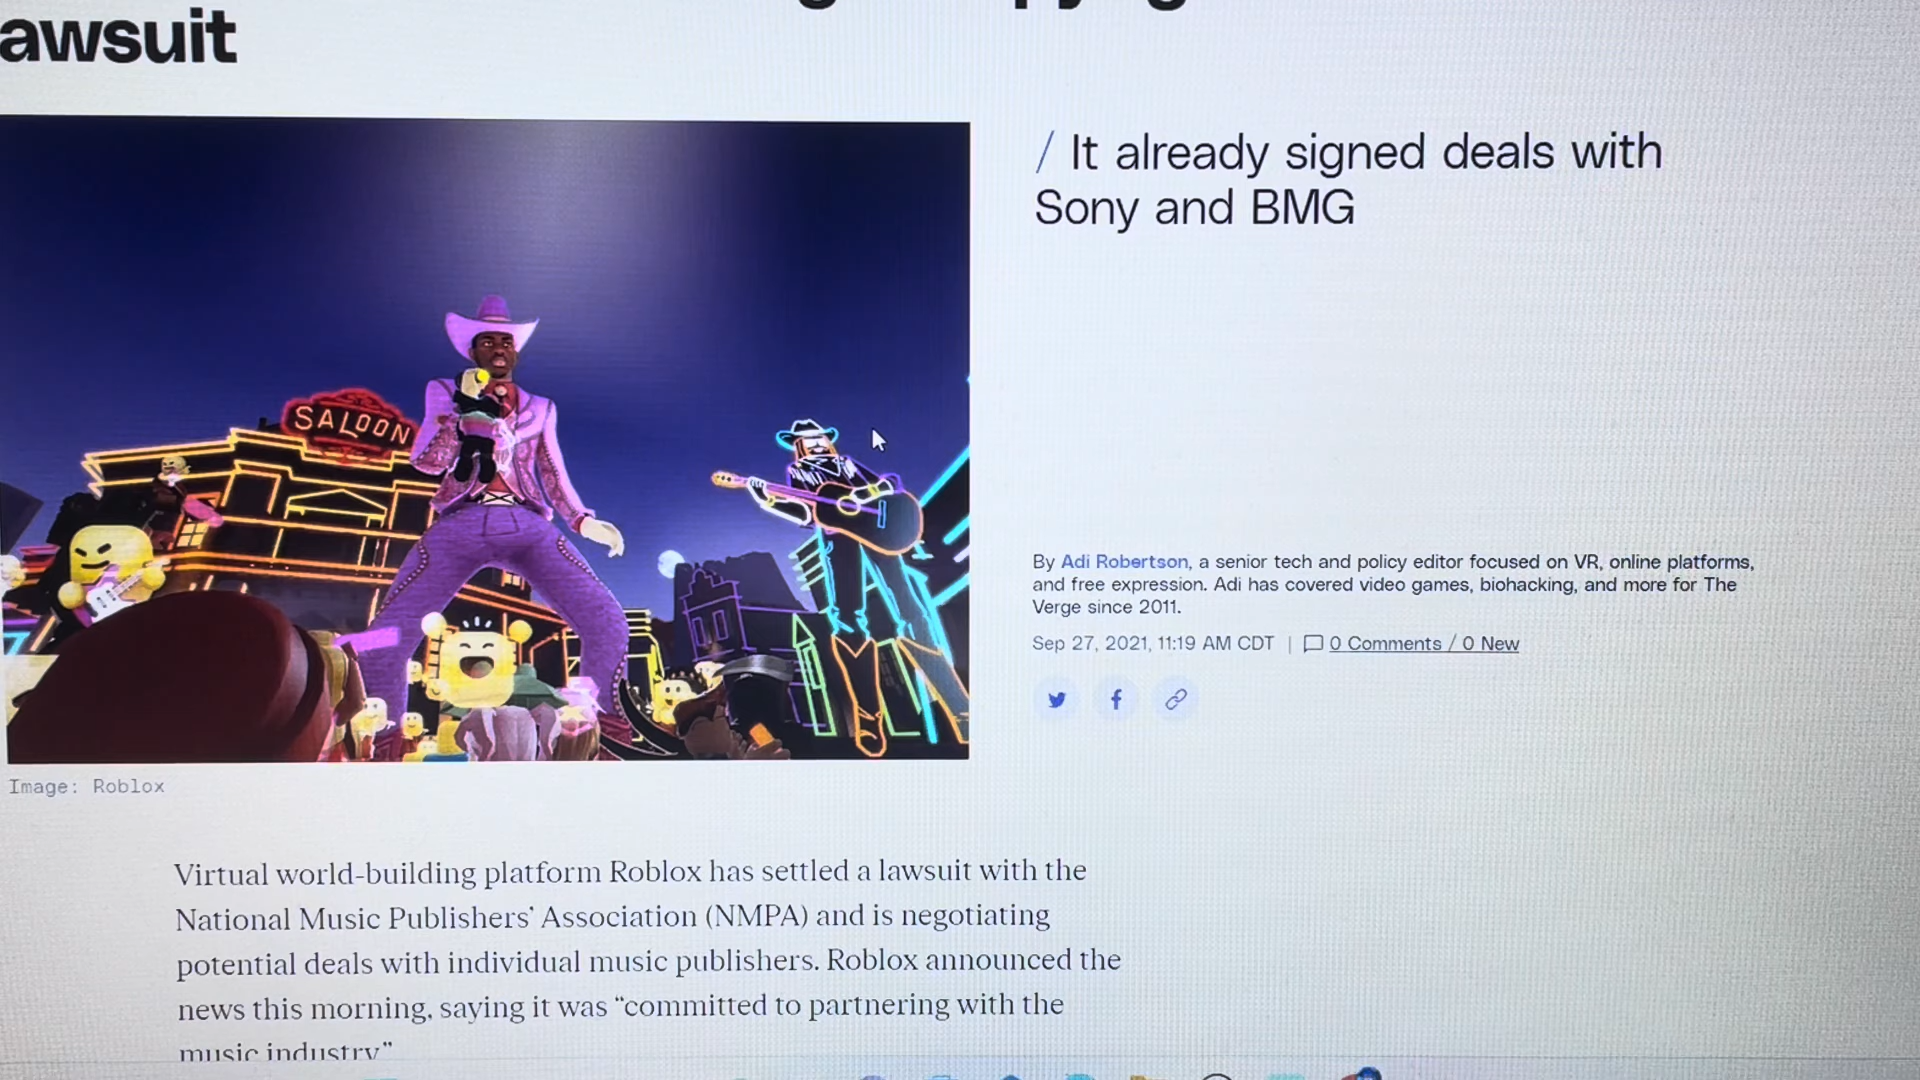 lawsuit
/ It already signed deals with
Sony and BMG
SALOON
By Adi Robertson, a senior tech and policy editor focused on VR, online platforms,
and free expression. Adi has covered video games, biohacking, and more for The
Verge since 2011.
Sep 27, 2021, 11:19 AM CDT | 0 Comments / 0 New
Image: Roblox
Virtual world-building platform Roblox has settled a lawsuit with the
National Music Publishers’ Association (NMPA) and is negotiating
potential deals with individual music publishers. Roblox announced the
news this morning, saying it was “committed to partnering with the
music industry”